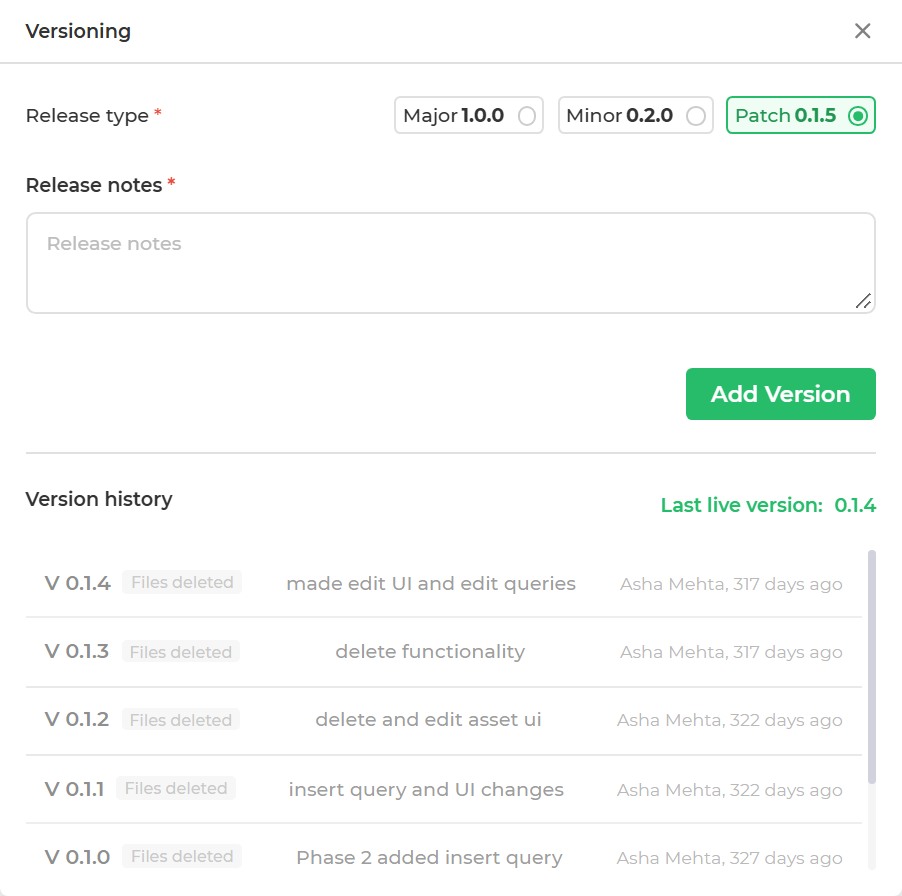 Versioning
Release type *
Major 1.0.0
Minor 0.2.0
Patch 0.1.5
Release notes *
Release notes
Add Version
Version history
Last live version: 0.1.4
V 0.1.4 Files deleted made edit UI and edit queries Asha Mehta, 317 days ago
V 0.1.3 Files deleted delete functionality Asha Mehta, 317 days ago
V 0.1.2 Files deleted delete and edit asset ui Asha Mehta, 322 days ago
V 0.1.1 Files deleted insert query and UI changes Asha Mehta, 322 days ago
V 0.1.0 Files deleted Phase 2 added insert query Asha Mehta, 327 days ago